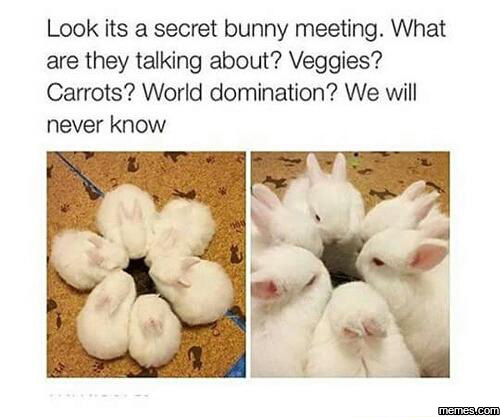 Look its a secret bunny meeting. What
are they talking about? Veggies?
Carrots? World domination? We will
never know
memes.com